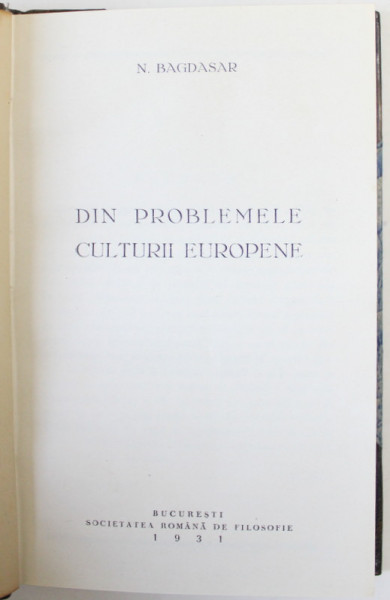 N. BAGDASAR
DIN PROBLEMELE
CULTURII EUROPENE
BUCUREȘTI
SOCIETATEA ROMÂNĂ DE FILOSOFIE
1931